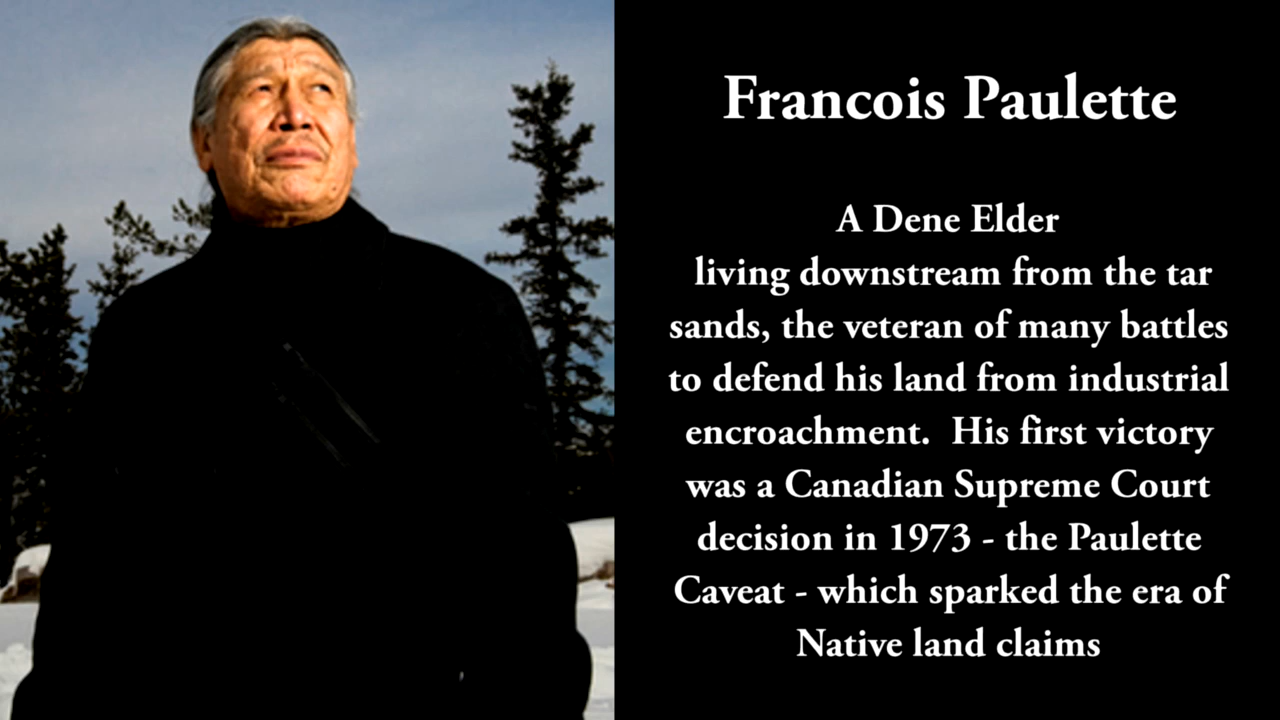 Francois Paulette
A Dene Elder
living downstream from the tar
sands, the veteran of many battles
to defend his land from industrial
encroachment.  His first victory
was a Canadian Supreme Court
decision in 1973 - the Paulette
Caveat - which sparked the era of
Native land claims